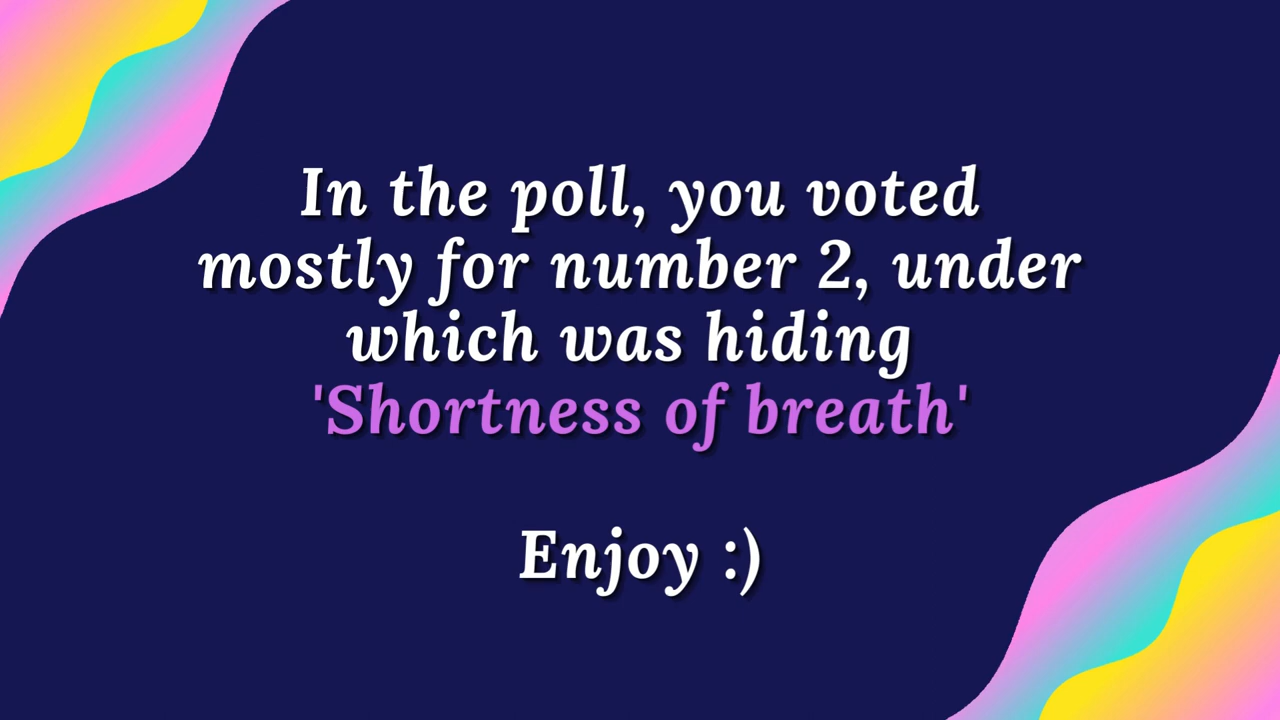 In the poll, you voted
mostly for number 2, under
which was hiding
'Shortness of breath'
Enjoy :)